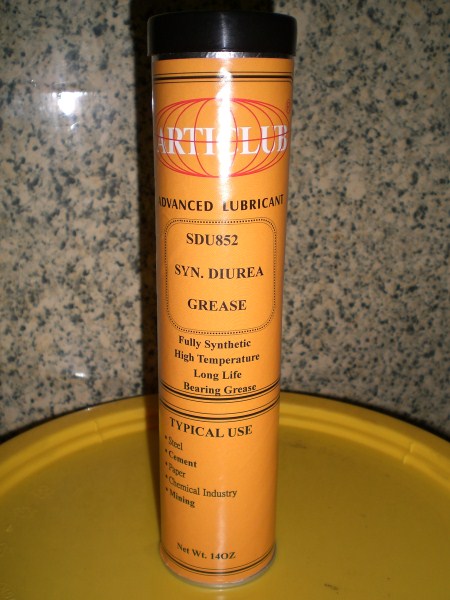 ARTICLUB
ADVANCED LUBRICANT
SDU852
SYN. DIUREA
GREASE
Fully Synthetic
High Temperature
Long Life
Bearing Grease
TYPICAL USE
• Steel
• Cement
• Paper
• Chemical Industry
• Mining
Net Wt. 14OZ